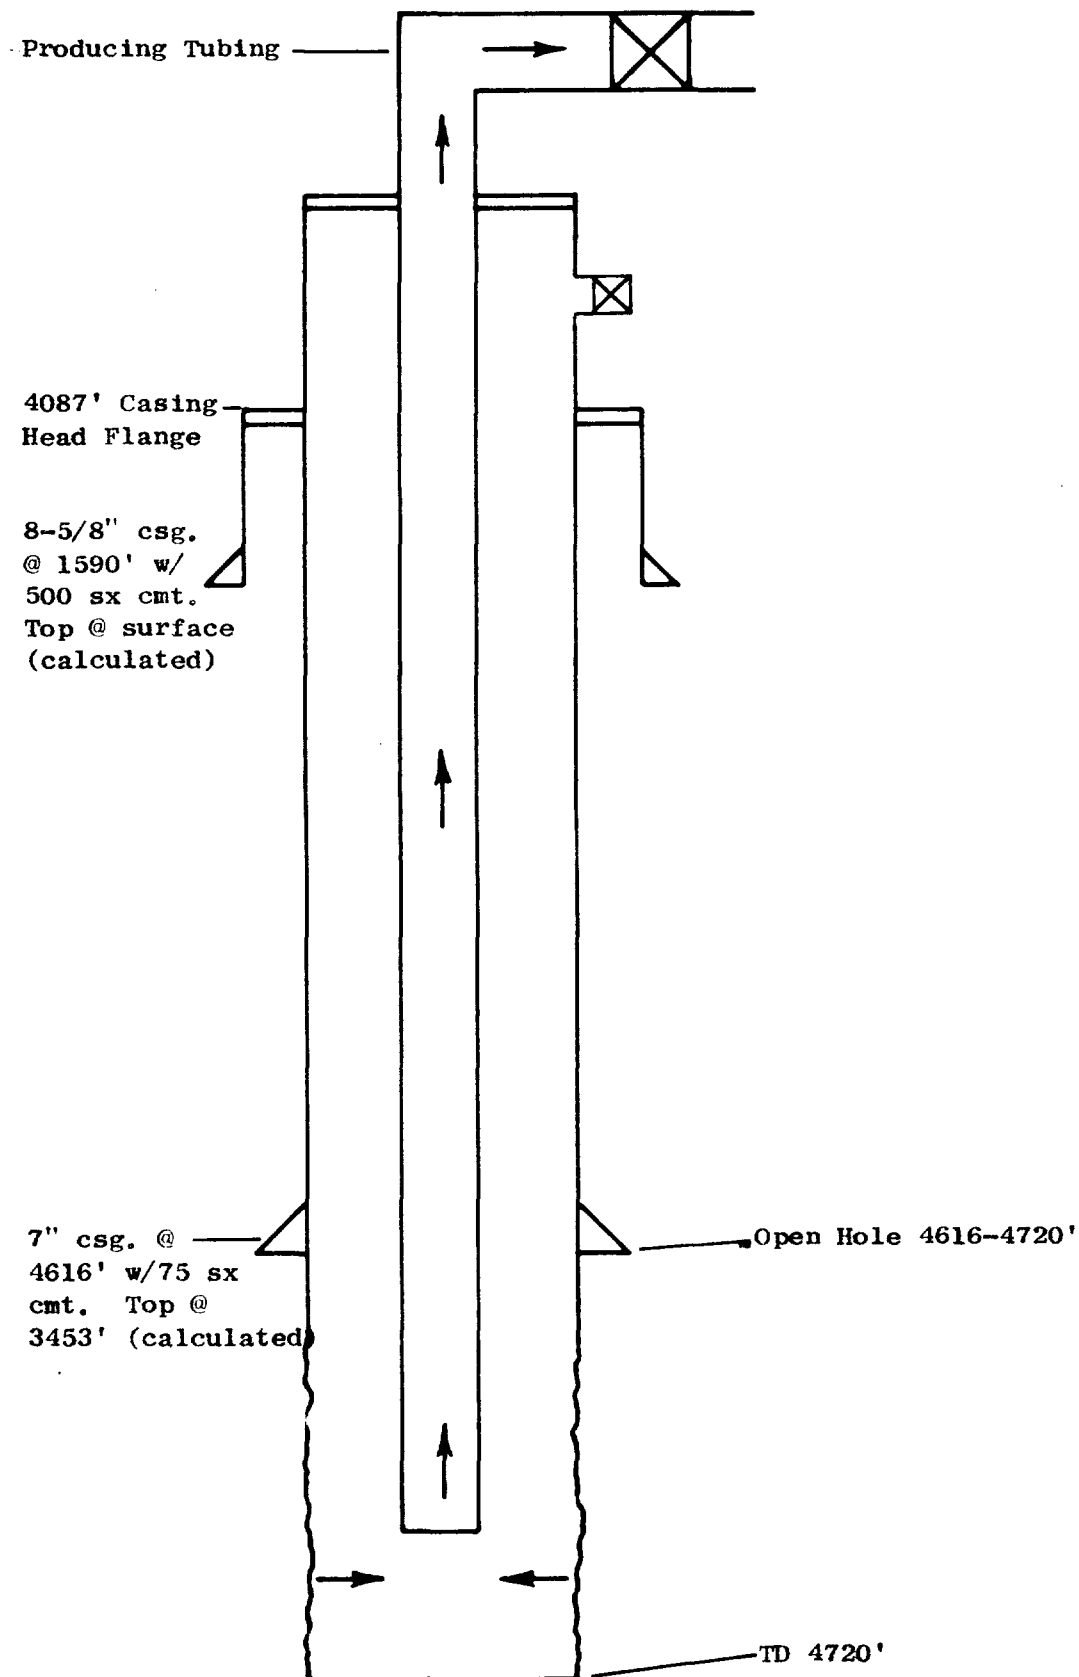 Producing Tubing
4087' Casing
Head Flange
8-5/8" csg.
@ 1590' w/
500 sx cmt.
Top @ surface
(calculated)
7" csg. @
4616' w/75 sx
cmt. Top @
3453' (calculated)
Open Hole 4616-4720'
TD 4720'